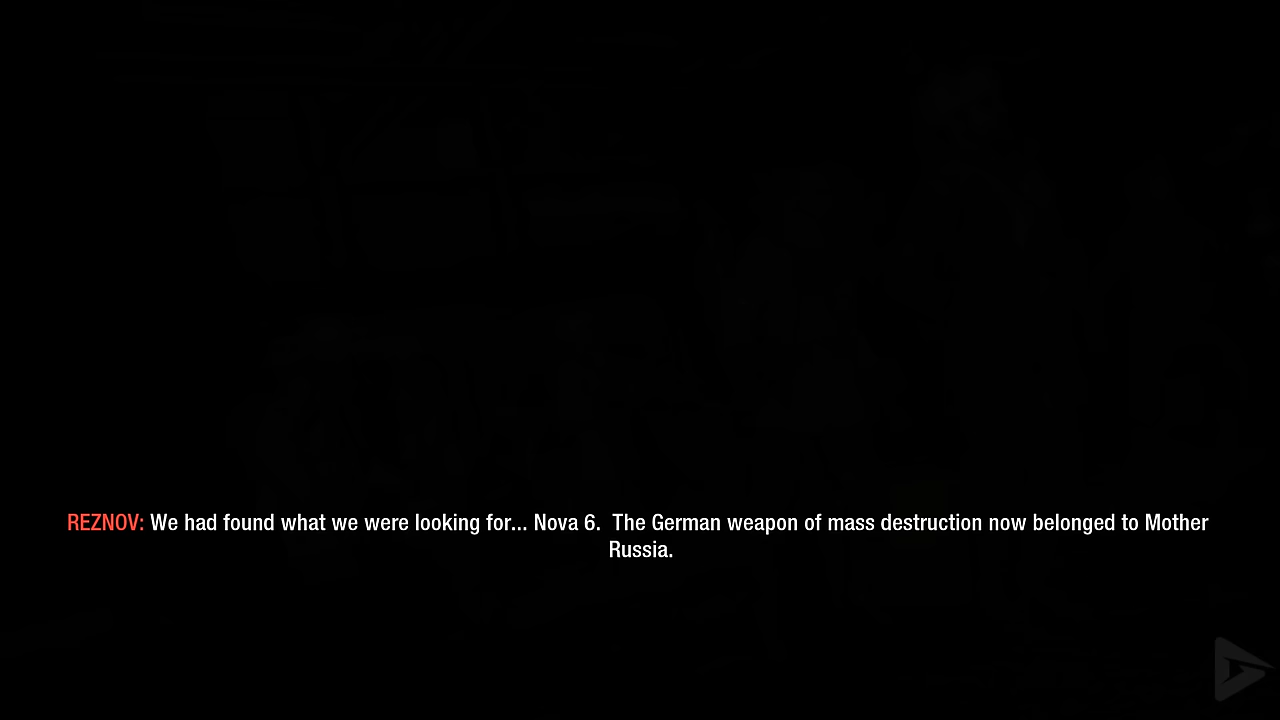 REZNOV: We had found what we were looking for... Nova 6.  The German weapon of mass destruction now belonged to Mother
Russia.